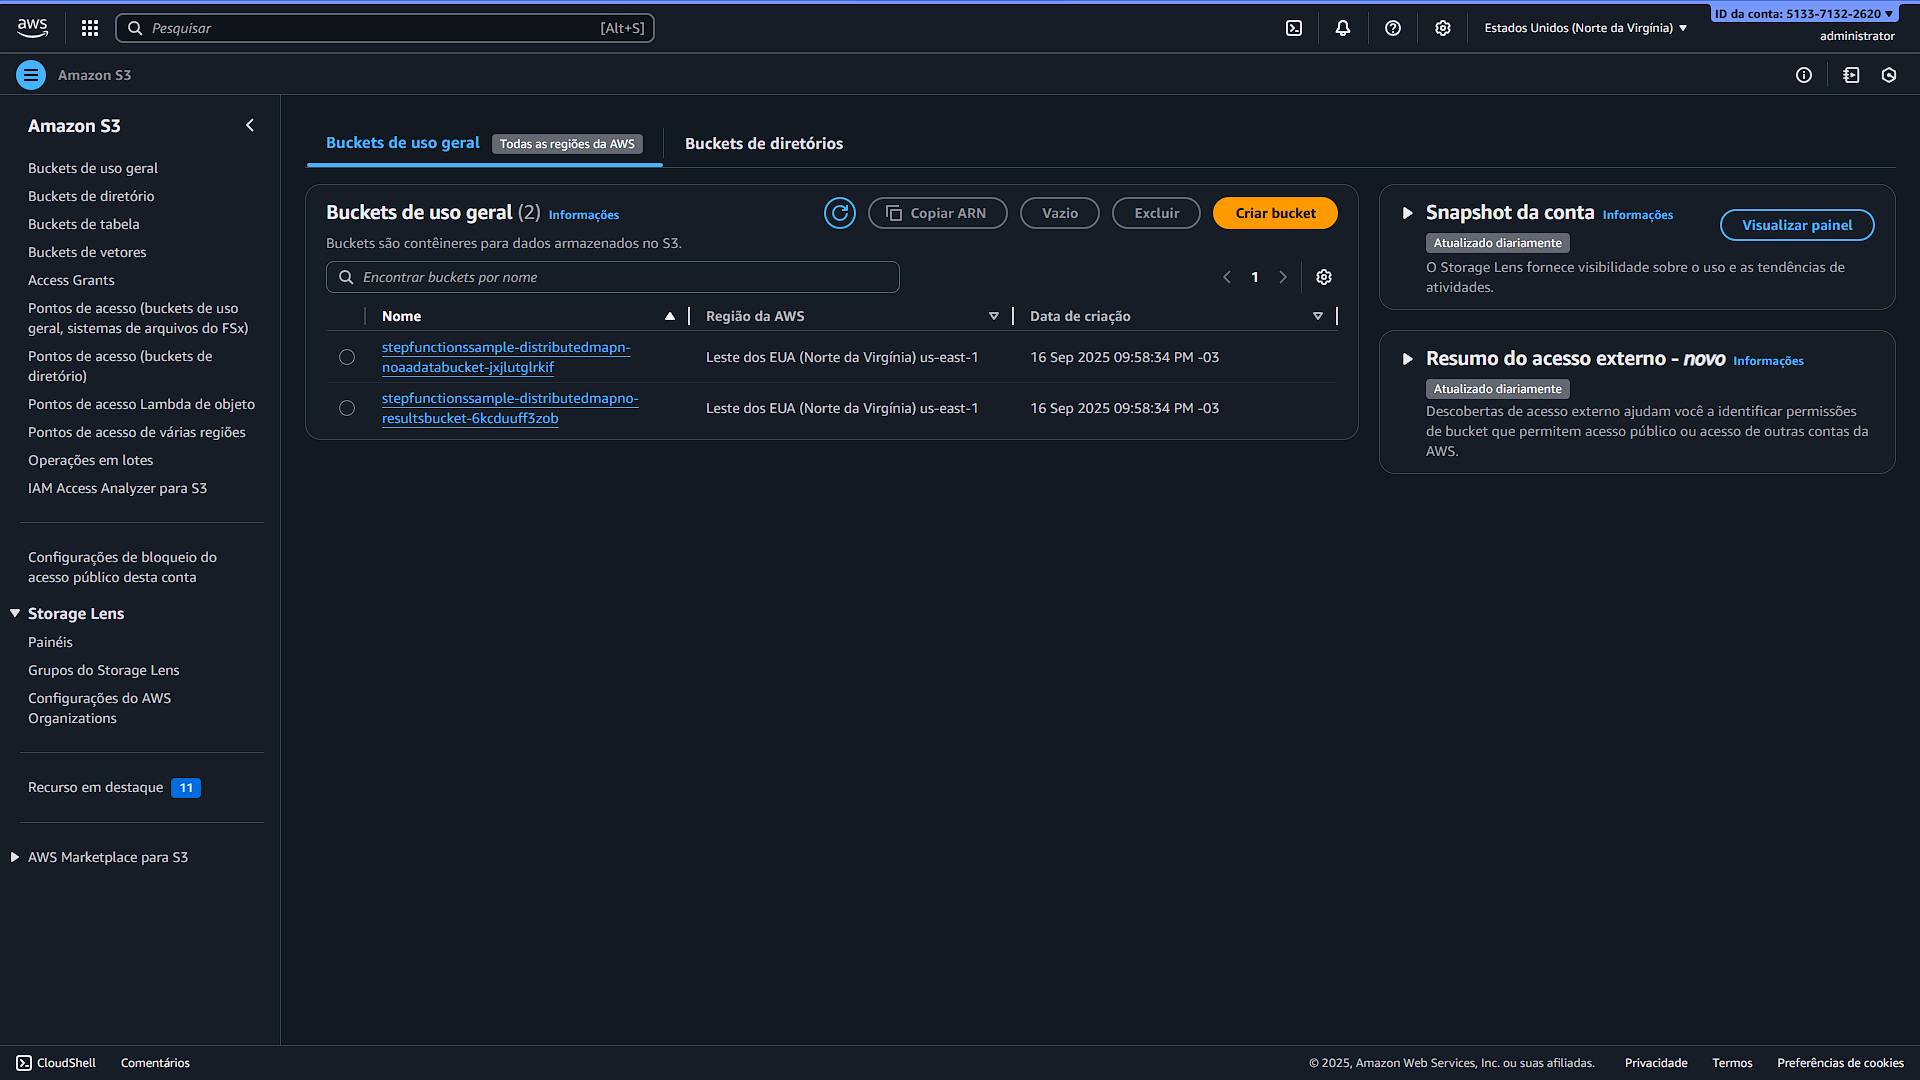 aws
Pesquisar
[Alt+S]
Estados Unidos (Norte da Virgínia)
ID da conta: 5133-7132-2620
administrator
Amazon S3
Amazon S3
Buckets de uso geral
Buckets de diretório
Buckets de tabela
Buckets de vetores
Access Grants
Pontos de acesso (buckets de uso
geral, sistemas de arquivos do FSx)
Pontos de acesso (buckets de
diretório)
Pontos de acesso Lambda de objeto
Pontos de acesso de várias regiões
Operações em lotes
IAM Access Analyzer para S3
Configurações de bloqueio do
acesso público desta conta
Storage Lens
Painéis
Grupos do Storage Lens
Configurações do AWS
Organizations
Recurso em destaque 11
AWS Marketplace para S3
Buckets de uso geral Todas as regiões da AWS
Buckets de diretórios
Buckets de uso geral (2) Informações
Copiar ARN
Vazio
Excluir
Criar bucket
Buckets são contêineres para dados armazenados no S3.
Encontrar buckets por nome
1
Nome
Região da AWS
Data de criação
stepfunctionssample-distributedmapn-
noaadatabucket-jxjlutglrkif
Leste dos EUA (Norte da Virgínia) us-east-1
16 Sep 2025 09:58:34 PM -03
stepfunctionssample-distributedmapno-
resultsbucket-6kcduuff3zob
Leste dos EUA (Norte da Virgínia) us-east-1
16 Sep 2025 09:58:34 PM -03
Snapshot da conta Informações
Visualizar painel
Atualizado diariamente
O Storage Lens fornece visibilidade sobre o uso e as tendências de
atividades.
Resumo do acesso externo - novo Informações
Atualizado diariamente
Descobertas de acesso externo ajudam você a identificar permissões
de bucket que permitem acesso público ou acesso de outras contas da
AWS.
CloudShell
Comentários
© 2025, Amazon Web Services, Inc. ou suas afiliadas.
Privacidade
Termos
Preferências de cookies